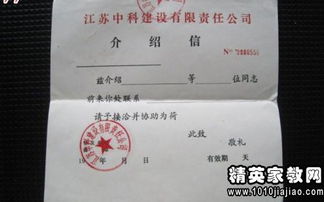 江苏中科建设有限责任公司
介绍信
No
兹介绍 等 位同志
前来你处联系
请予接洽并协助为荷
此致
敬礼
19 年 月 日 有效期 天
精英家教网
www.1010jiajiao.com